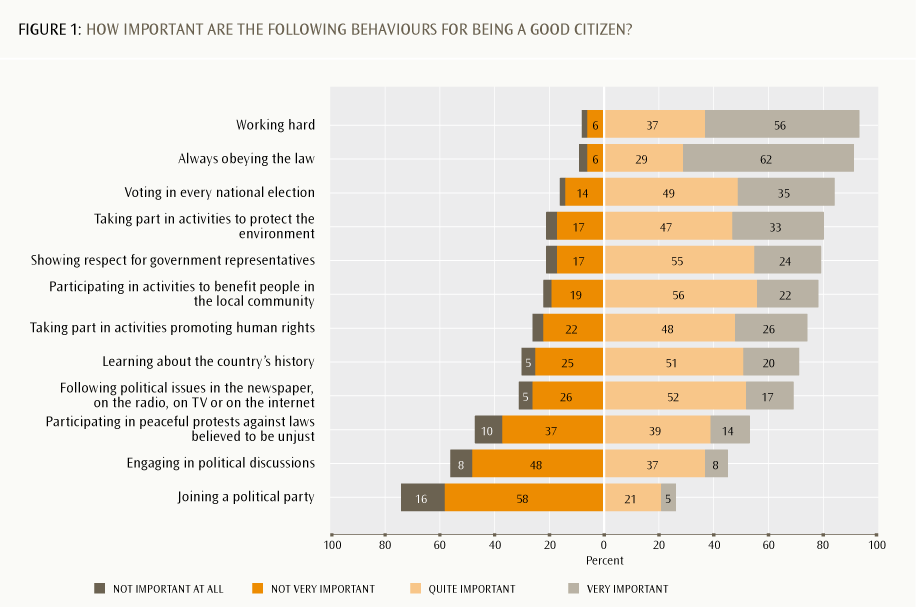 FIGURE 1: HOW IMPORTANT ARE THE FOLLOWING BEHAVIOURS FOR BEING A GOOD CITIZEN?
Working hard 6 37 56
Always obeying the law 6 29 62
Voting in every national election 14 49 35
Taking part in activities to protect the
environment 17 47 33
Showing respect for government representatives 17 55 24
Participating in activities to benefit people in
the local community 19 56 22
Taking part in activities promoting human rights 22 48 26
Learning about the country's history 5 25 51 20
Following political issues in the newspaper,
on the radio, on TV or on the internet 5 26 52 17
Participating in peaceful protests against laws
believed to be unjust 10 37 39 14
Engaging in political discussions 8 48 37 8
Joining a political party 16 58 21 5
100 80 60 40 20 0 20 40 60 80 100
Percent
NOT IMPORTANT AT ALL NOT VERY IMPORTANT QUITE IMPORTANT VERY IMPORTANT